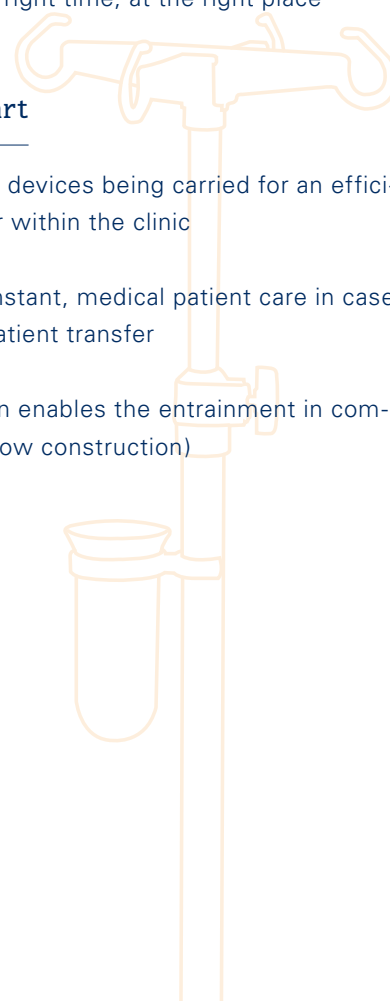 right time, at the right place
art
devices being carried for an effici-
r within the clinic
nstant, medical patient care in case
atient transfer
n enables the entrainment in com-
ow construction)